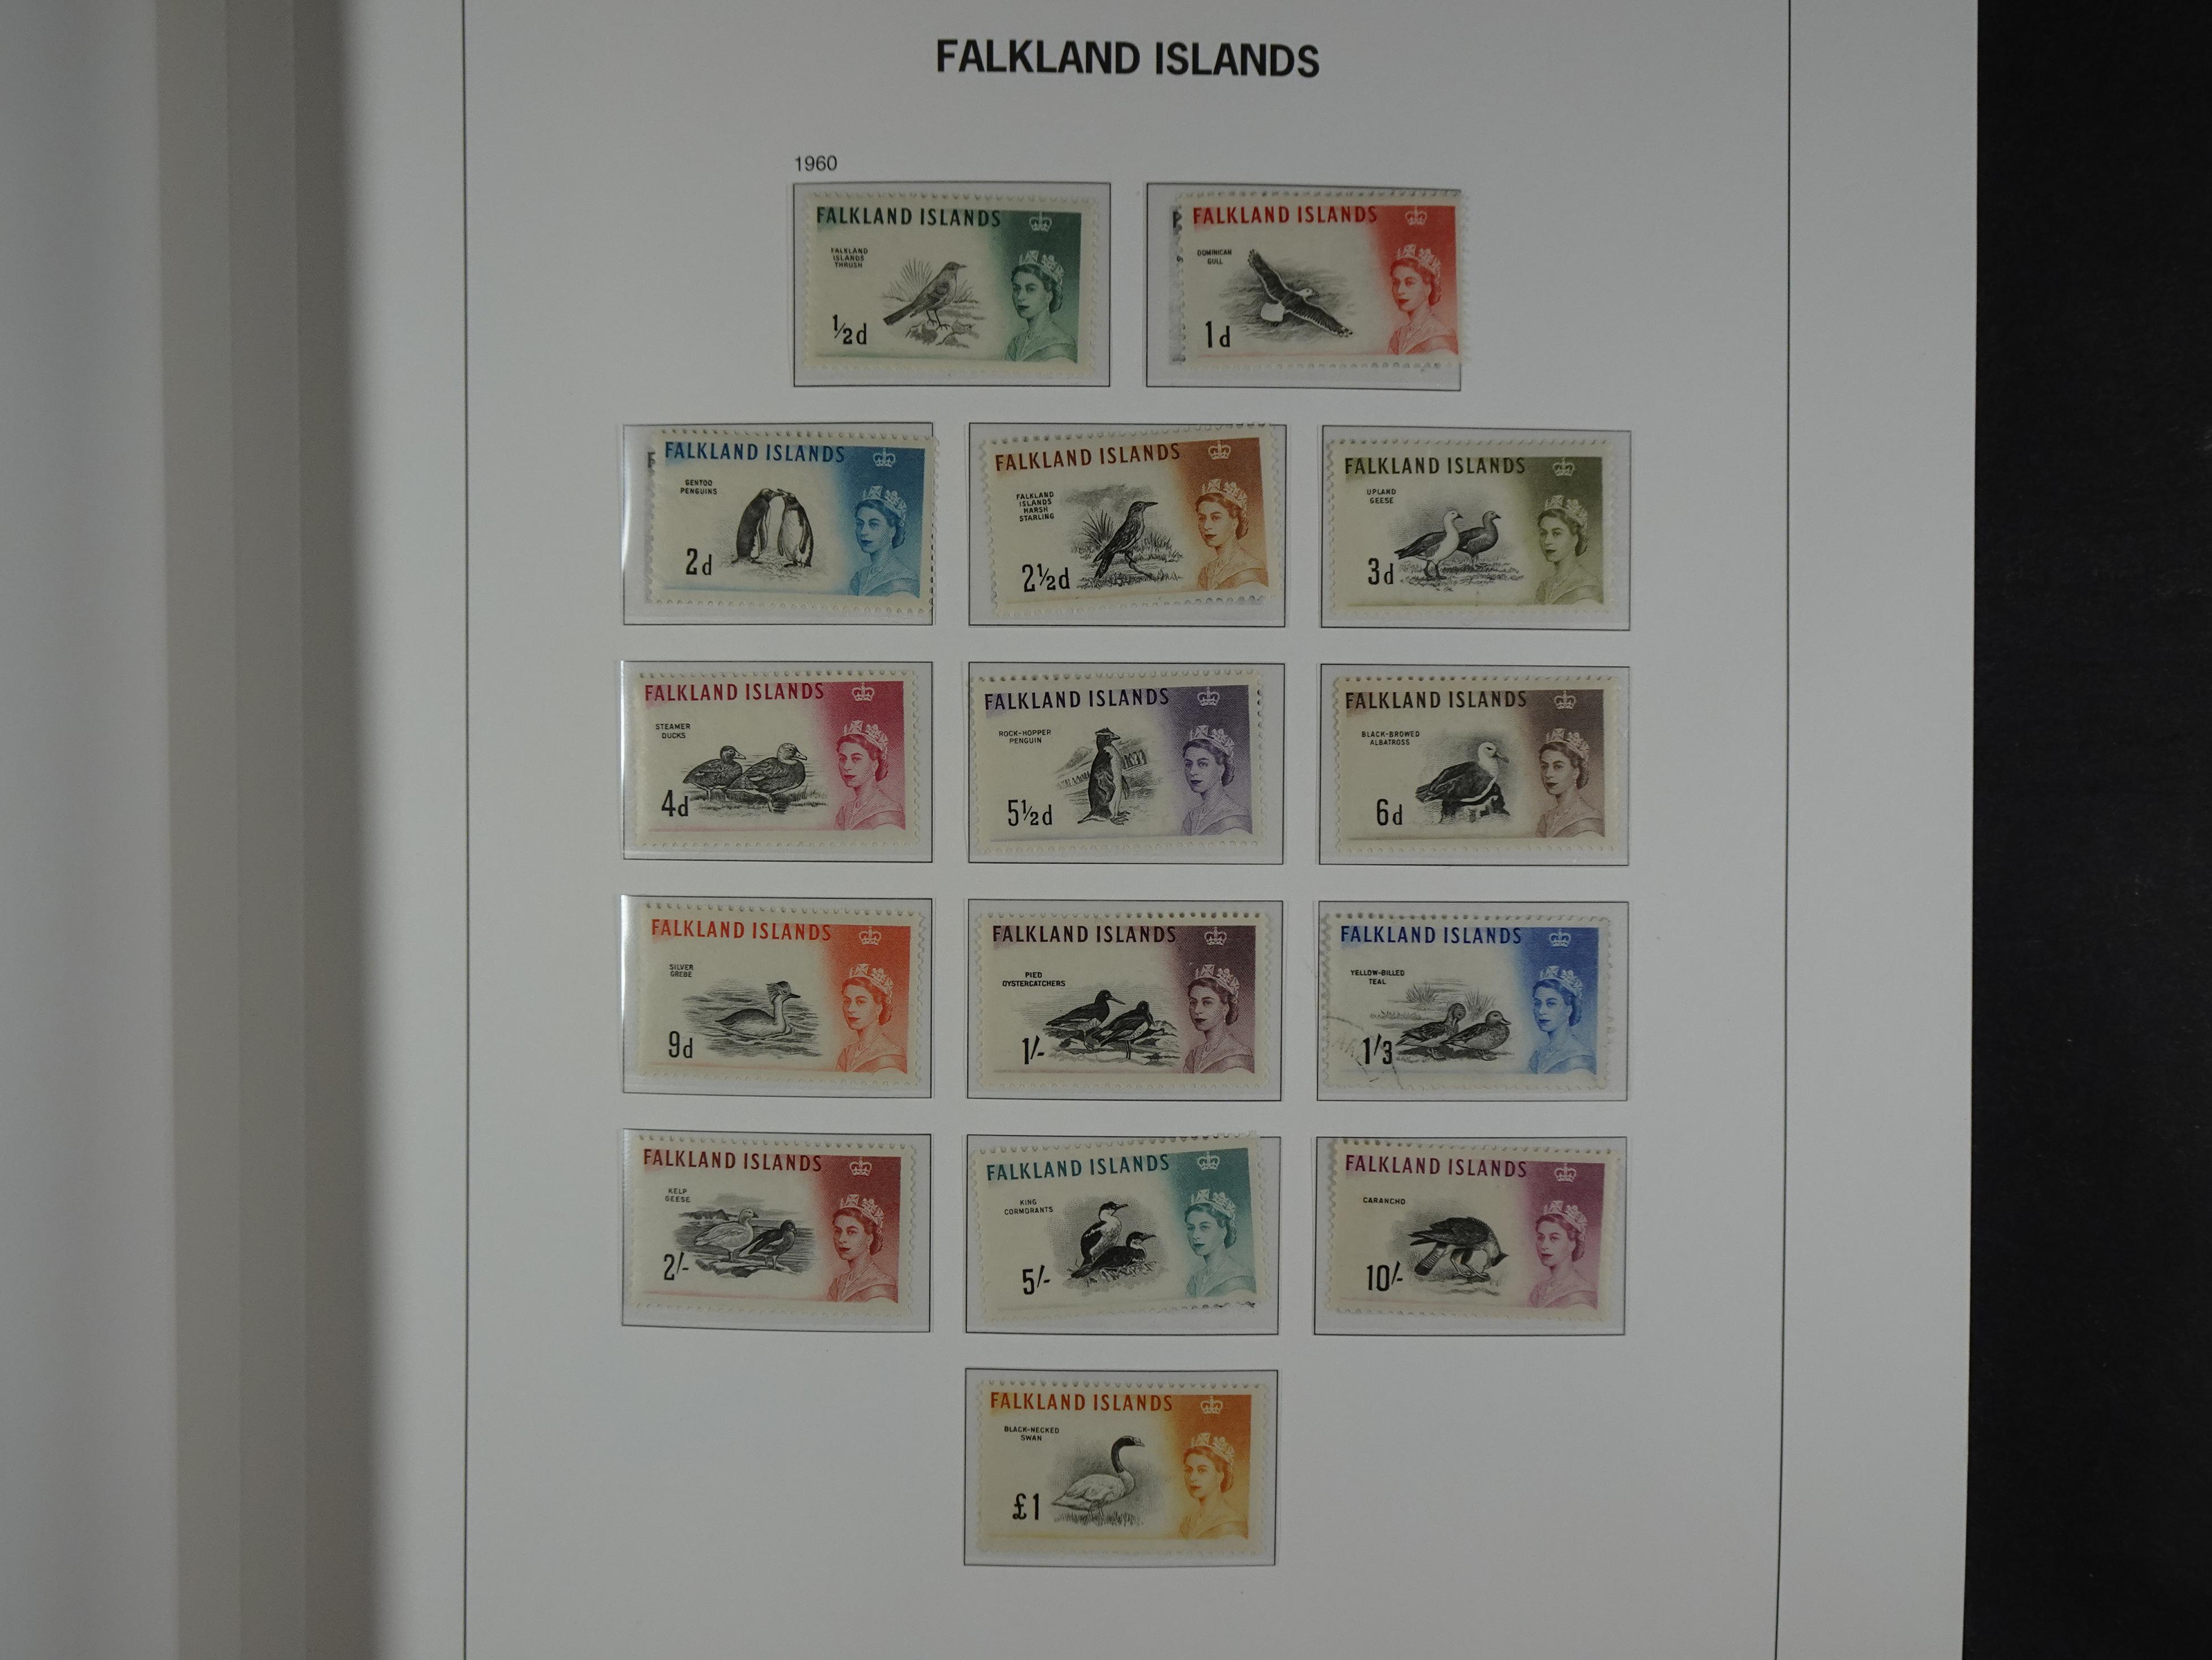 FALKLAND ISLANDS
1960
FALKLAND ISLANDS
FALKLAND
ISLANDS
THRUSH
½d
FALKLAND ISLANDS
DOMINICAN
GULL
1d
FALKLAND ISLANDS
GENTOO
PENGUINS
2d
FALKLAND ISLANDS
FALKLAND
ISLANDS
MARSH
STARLING
2½d
FALKLAND ISLANDS
UPLAND
GEESE
3d
FALKLAND ISLANDS
STEAMER
DUCKS
4d
FALKLAND ISLANDS
ROCK-HOPPER
PENGUIN
5½d
FALKLAND ISLANDS
BLACK-BROWED
ALBATROSS
6d
FALKLAND ISLANDS
SILVER
GREBE
9d
FALKLAND ISLANDS
PIED
OYSTERCATCHERS
1/-
FALKLAND ISLANDS
YELLOW-BILLED
TEAL
1/3
FALKLAND ISLANDS
KELP
GEESE
2/-
FALKLAND ISLANDS
KING
CORMORANTS
5/-
FALKLAND ISLANDS
CARANCHO
10/-
FALKLAND ISLANDS
BLACK-NECKED
SWAN
£1